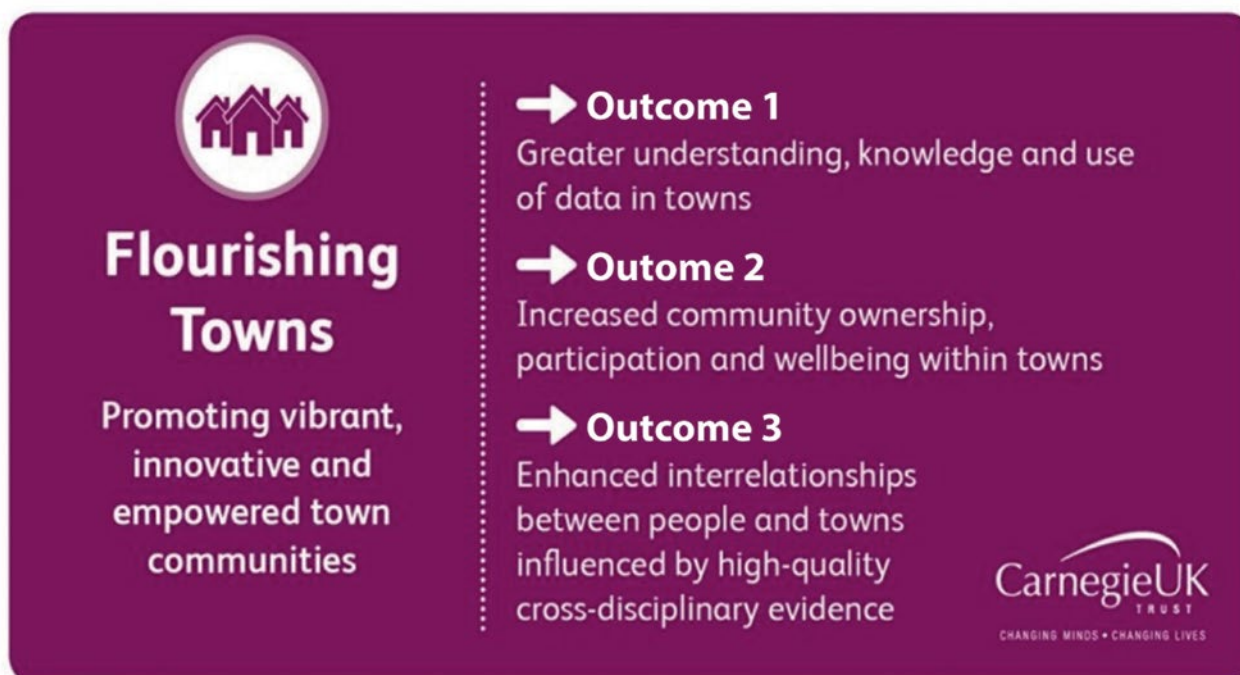 Flourishing
Towns
Promoting vibrant,
innovative and
empowered town
communities
Outcome 1
Greater understanding, knowledge and use
of data in towns
Outome 2
Increased community ownership,
participation and wellbeing within towns
Outcome 3
Enhanced interrelationships
between people and towns
influenced by high-quality
cross-disciplinary evidence
CarnegieUK
TRUST
CHANGING MINDS • CHANGING LIVES